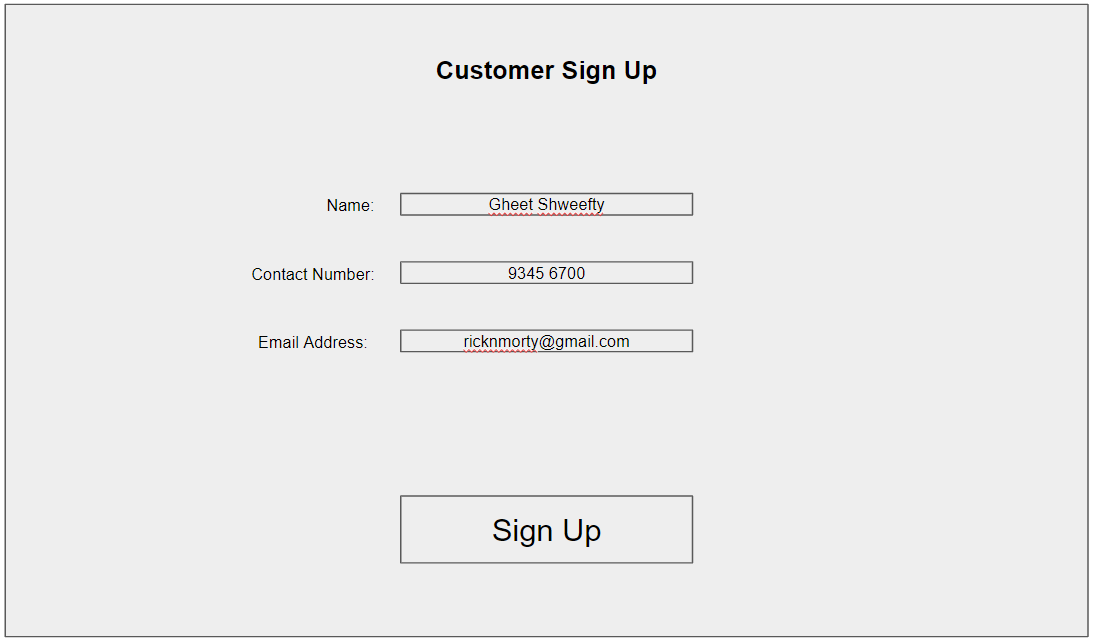 Customer Sign Up
Name: Gheet Shweefty
Contact Number: 9345 6700
Email Address: ricknmorty@gmail.com
Sign Up